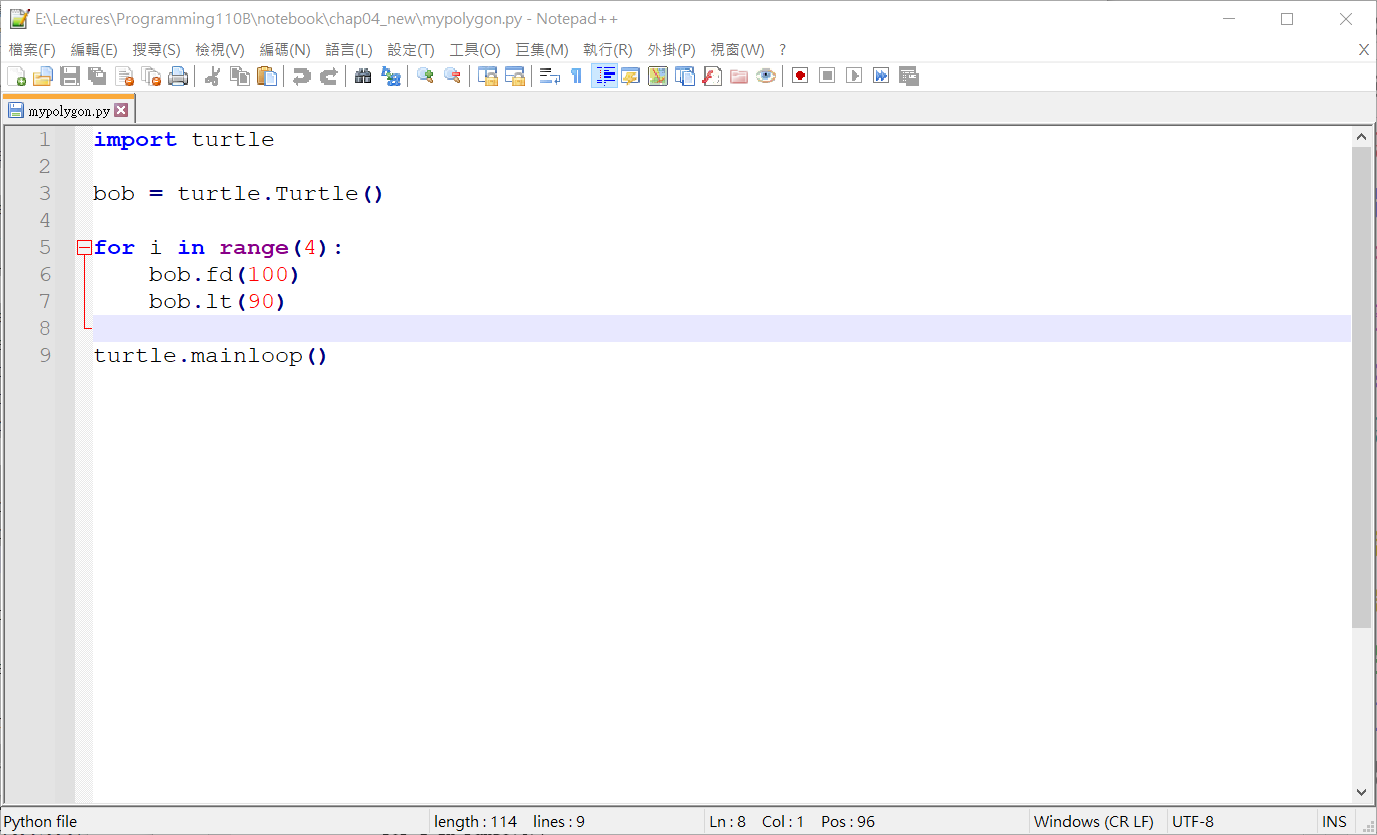 E:\Lectures\Programming110B\notebook\chap04_new\mypolygon.py - Notepad++
檔案(F) 編輯(E) 搜尋(S) 檢視(V) 編碼(N) 語言(L) 設定(T) 工具(O) 巨集(M) 執行(R) 外掛(P) 視窗(W) ? X
mypolygon.py
1 import turtle
2
3 bob = turtle.Turtle()
4
5 for i in range(4):
6     bob.fd(100)
7     bob.lt(90)
8
9 turtle.mainloop()
Python file length : 114 lines : 9 Ln : 8 Col : 1 Pos : 96 Windows (CR LF) UTF-8 INS